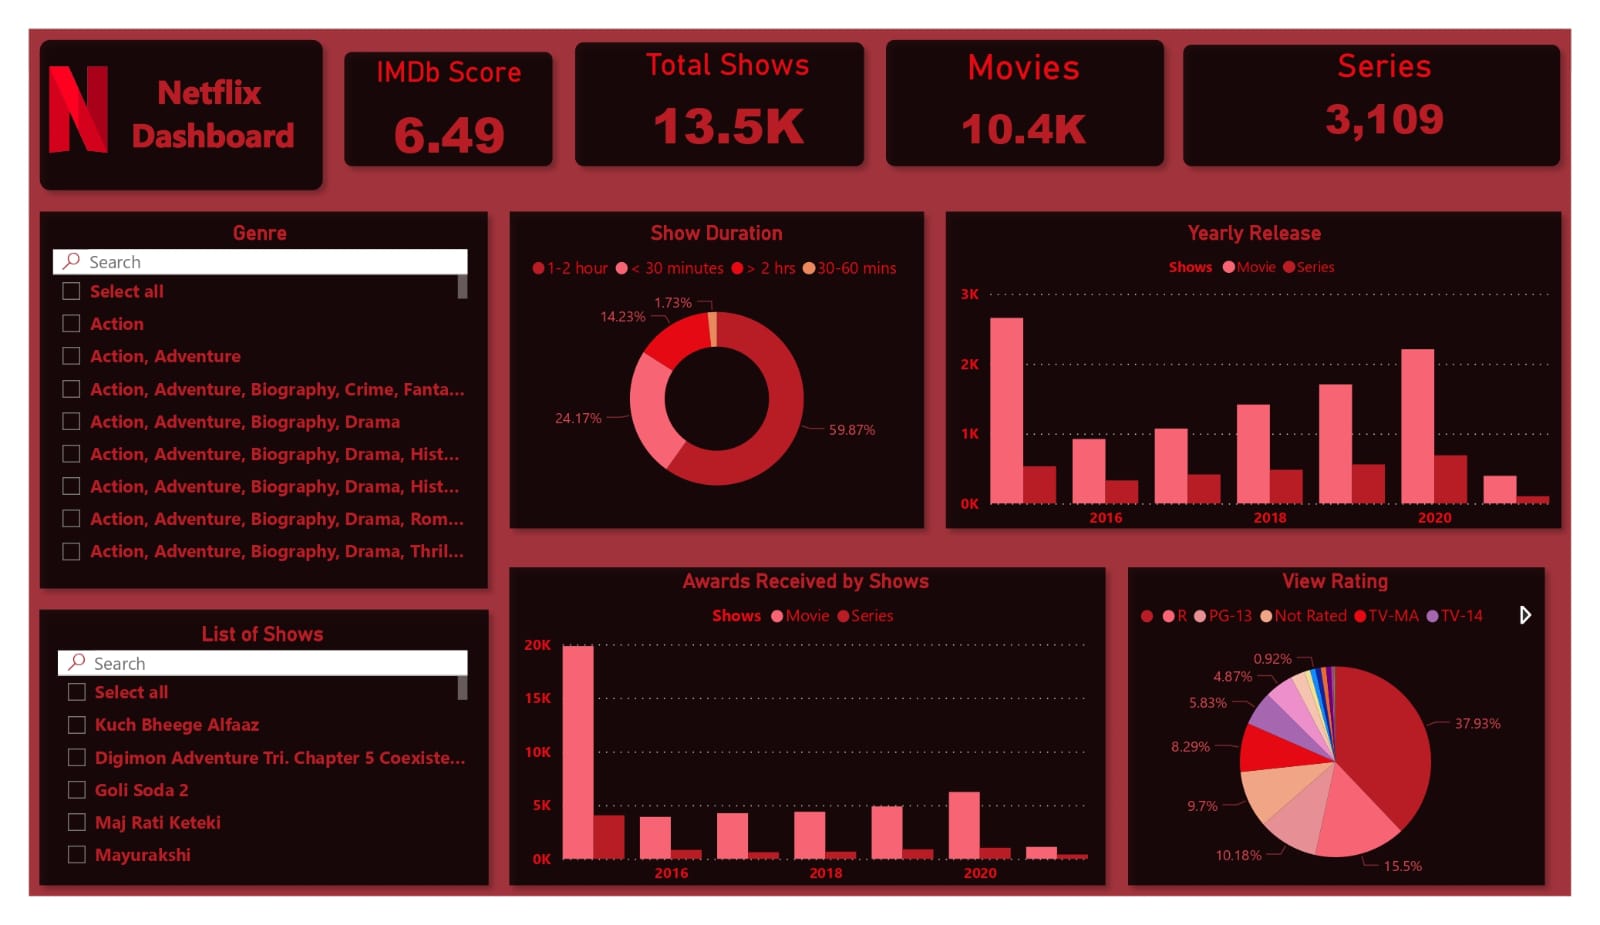 Netflix
Dashboard
IMDb Score
6.49
Total Shows
13.5K
Movies
10.4K
Series
3,109
Genre
Search
Select all
Action
Action, Adventure
Action, Adventure, Biography, Crime, Fanta...
Action, Adventure, Biography, Drama
Action, Adventure, Biography, Drama, Hist...
Action, Adventure, Biography, Drama, Hist...
Action, Adventure, Biography, Drama, Rom...
Action, Adventure, Biography, Drama, Thril...
List of Shows
Search
Select all
Kuch Bheege Alfaaz
Digimon Adventure Tri. Chapter 5 Coexiste...
Goli Soda 2
Maj Rati Keteki
Mayurakshi
Show Duration
1-2 hour < 30 minutes > 2 hrs 30-60 mins
1.73%
14.23%
24.17%
59.87%
Yearly Release
Shows Movie Series
3K
2K
1K
0K
2016 2018 2020
Awards Received by Shows
Shows Movie Series
20K
15K
10K
5K
0K
2016 2018 2020
View Rating
R PG-13 Not Rated TV-MA TV-14
0.92%
4.87%
5.83%
8.29%
9.7%
10.18%
15.5%
37.93%